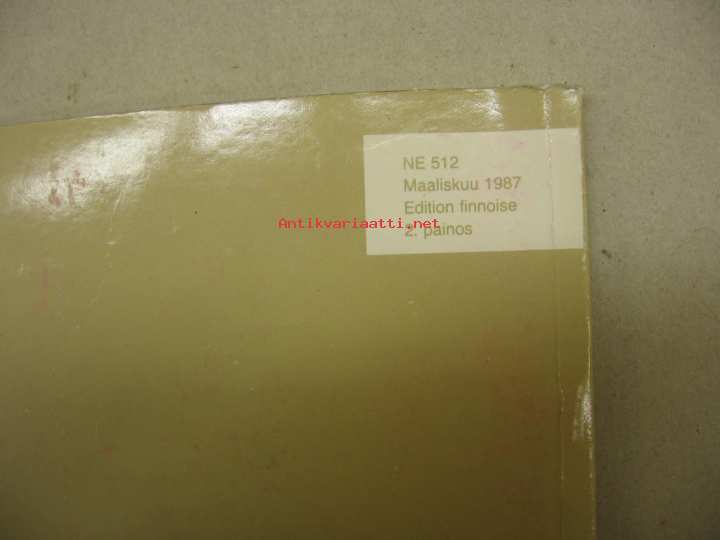 NE 512
Maaliskuu 1987
Edition finnoise
Antikvariaatti.net
2. painos